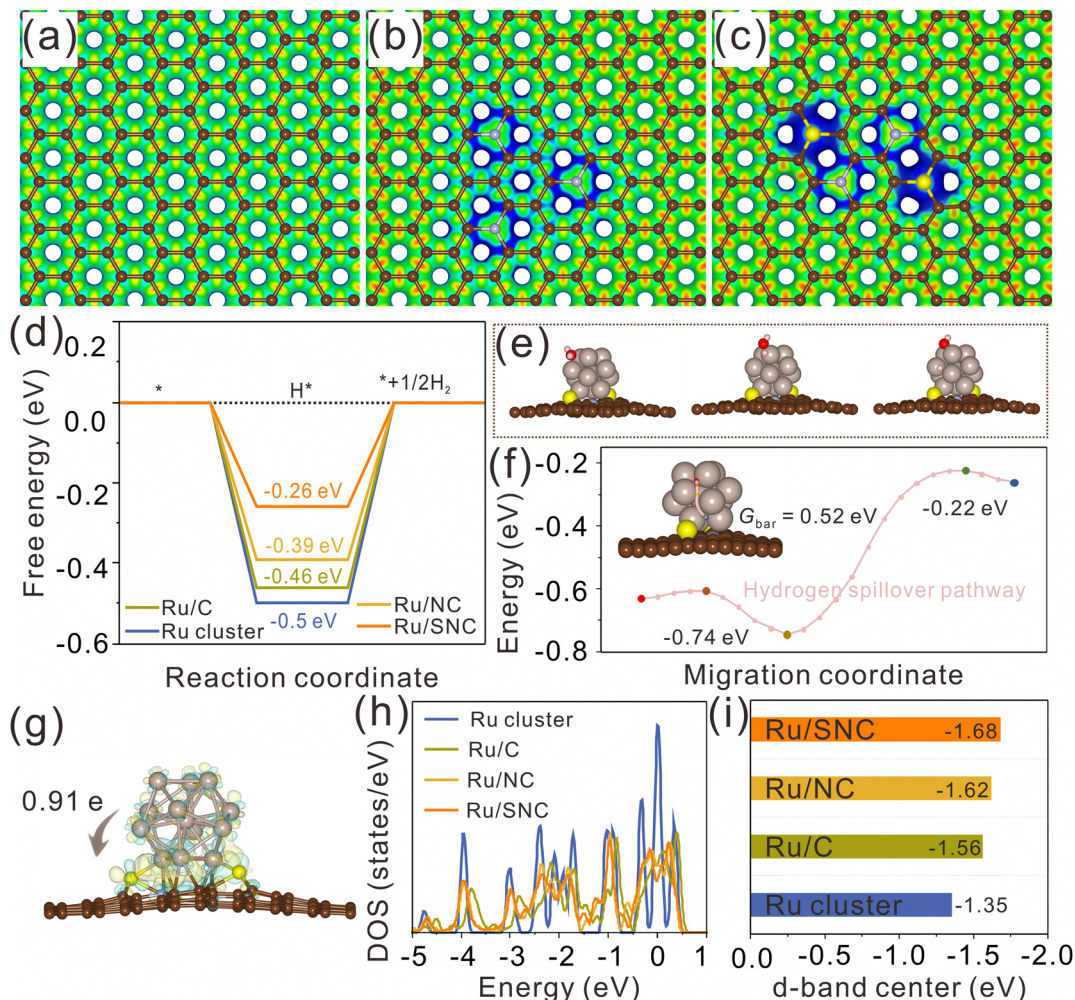 (a)
(b)
(c)
(d)
Free energy (eV)
0.2
0.0
-0.2
-0.4
-0.6
*
H*
*+1/2H₂
-0.26 eV
-0.39 eV
-0.46 eV
-0.5 eV
Ru/C
Ru cluster
Ru/NC
Ru/SNC
Reaction coordinate
(e)
(f)
Energy (eV)
-0.2
-0.4
-0.6
-0.8
G_bar = 0.52 eV
-0.22 eV
Hydrogen spillover pathway
-0.74 eV
Migration coordinate
(g)
0.91 e
(h)
DOS (states/eV)
Ru cluster
Ru/C
Ru/NC
Ru/SNC
-5 -4 -3 -2 -1 0 1
Energy (eV)
(i)
Ru/SNC -1.68
Ru/NC -1.62
Ru/C -1.56
Ru cluster -1.35
0.0 -0.5 -1.0 -1.5 -2.0
d-band center (eV)